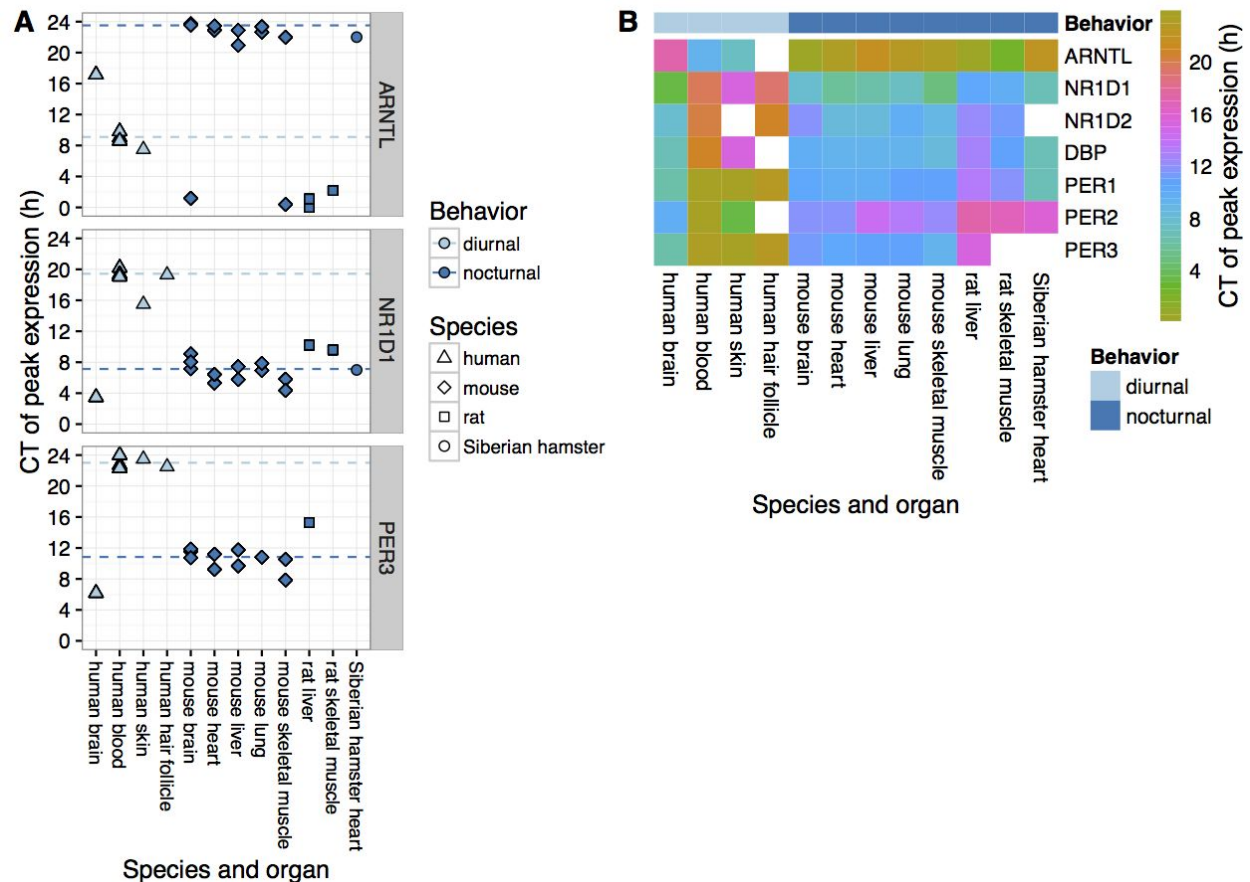 A
CT of peak expression (h)
24
20
16
12
8
4
0
ARNTL
24
20
16
12
8
4
0
NR1D1
24
20
16
12
8
4
0
PER3
human brain
human blood
human skin
human hair follicle
mouse brain
mouse heart
mouse liver
mouse lung
mouse skeletal muscle
rat liver
rat skeletal muscle
Siberian hamster heart
Species and organ
Behavior
diurnal
nocturnal
Species
human
mouse
rat
Siberian hamster
B
Behavior
ARNTL
NR1D1
NR1D2
DBP
PER1
PER2
PER3
human brain
human blood
human skin
human hair follicle
mouse brain
mouse heart
mouse liver
mouse lung
mouse skeletal muscle
rat liver
rat skeletal muscle
Siberian hamster heart
Species and organ
20
16
12
8
4
CT of peak expression (h)
Behavior
diurnal
nocturnal